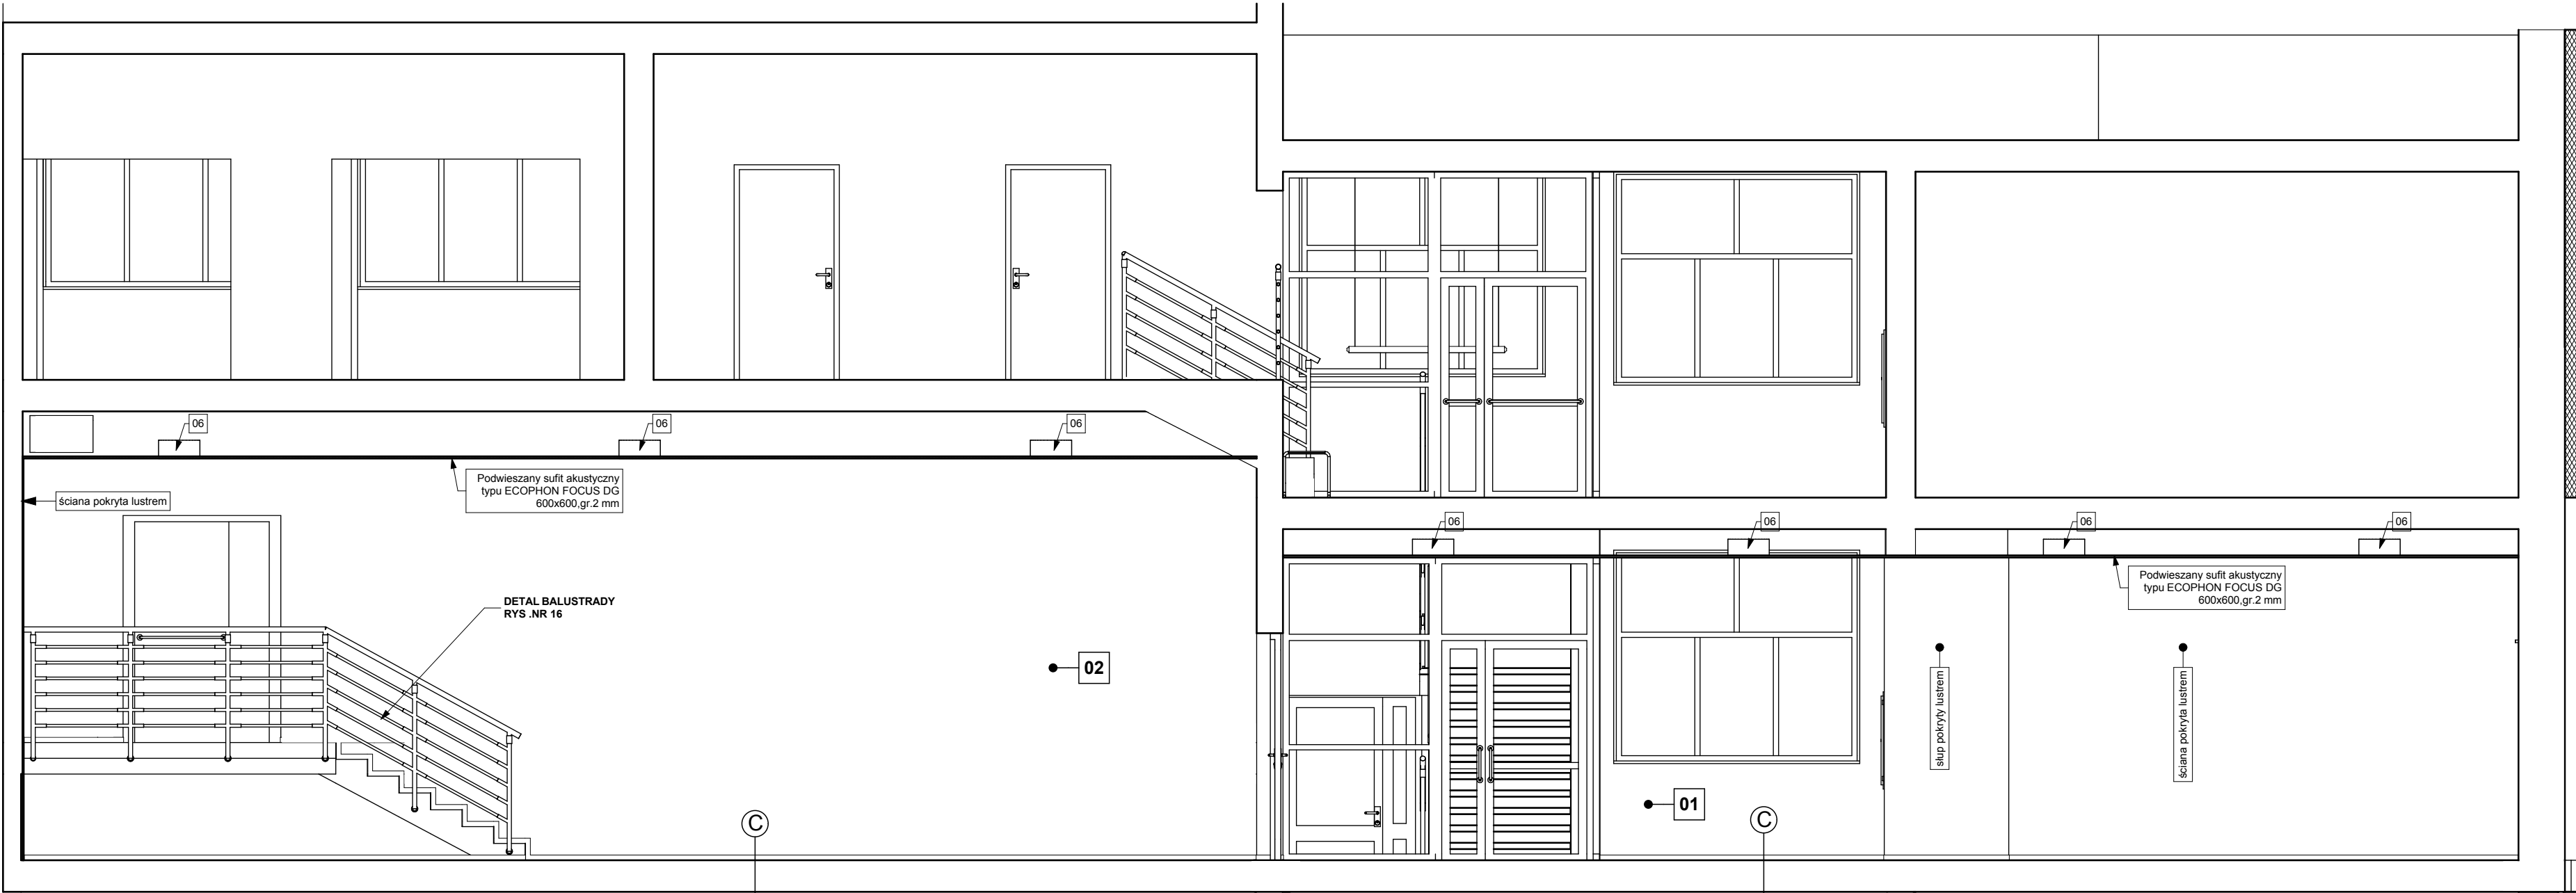 06
06
06
Podwieszany sufit akustyczny
typu ECOPHON FOCUS DG
600x600,gr.2 mm
ściana pokryta lustrem
DETAL BALUSTRADY
RYS .NR 16
02
C
06
06
06
06
Podwieszany sufit akustyczny
typu ECOPHON FOCUS DG
600x600,gr.2 mm
słup pokryty lustrem
ściana pokryta lustrem
01
C